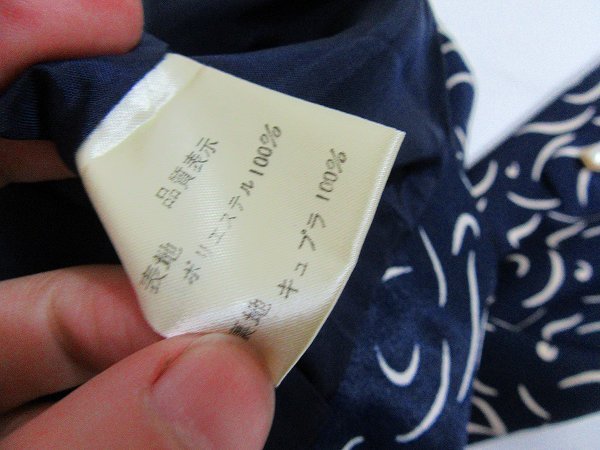 品質表示
表地
ポリエステル100%
裏地
キュプラ 100%